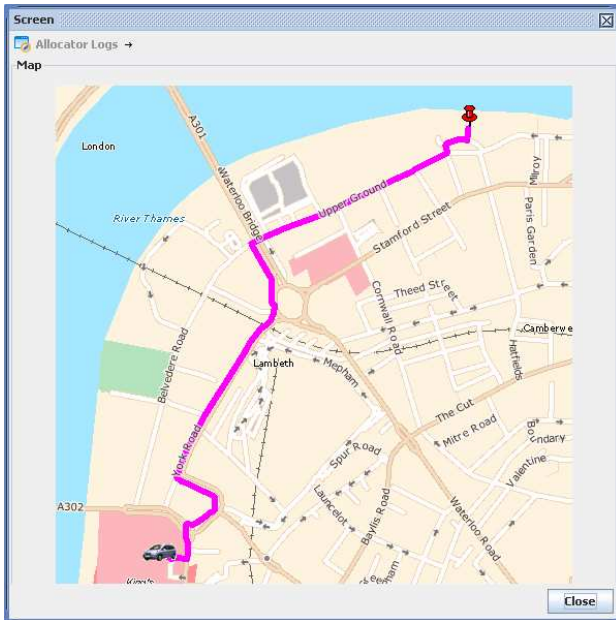 Screen
Allocator Logs
Map
London
A301
Waterloo Bridge
River Thames
Upper Ground
Stamford Street
Milroy
Paris Garden
Theed Street
Cornwall Road
Camberwe
Hatfields
Belvedere Road
Lambeth
Mepham
The Cut
Mitre Road
Boundary
Valentine
York Road
Spur Road
Launcelot
Baylis Road
Waterloo Road
A302
King's
Close